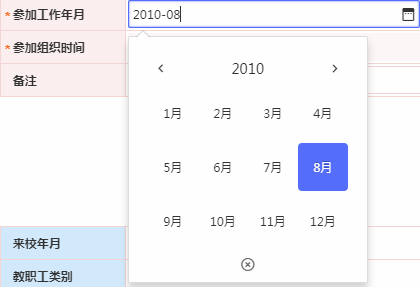 *参加工作年月 2010-08
*参加组织时间
备注
2010
1月 2月 3月 4月
5月 6月 7月 8月
9月 10月 11月 12月
来校年月
教职工类别